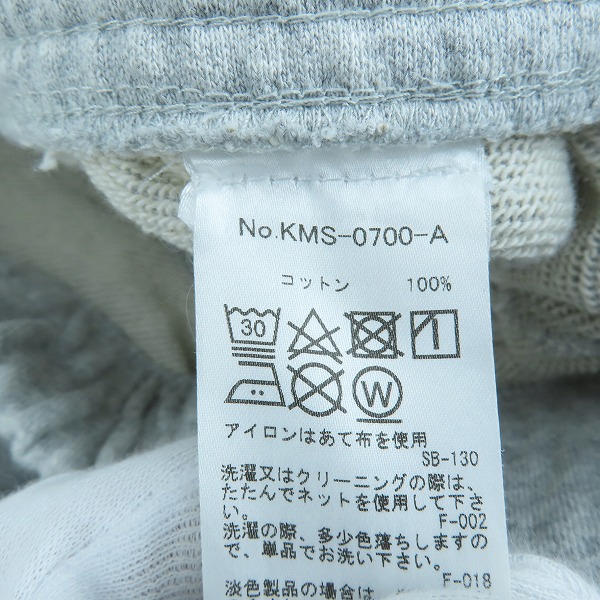 No.KMS-0700-A
コットン 100%
30
W
アイロンはあて布を使用
SB-130
洗濯又はクリーニングの際は、
たたんでネットを使用して下さ
い。 F-002
洗濯の際、多少色落ちしますの
で、単品でお洗い下さい。
F-018
淡色製品の場合は